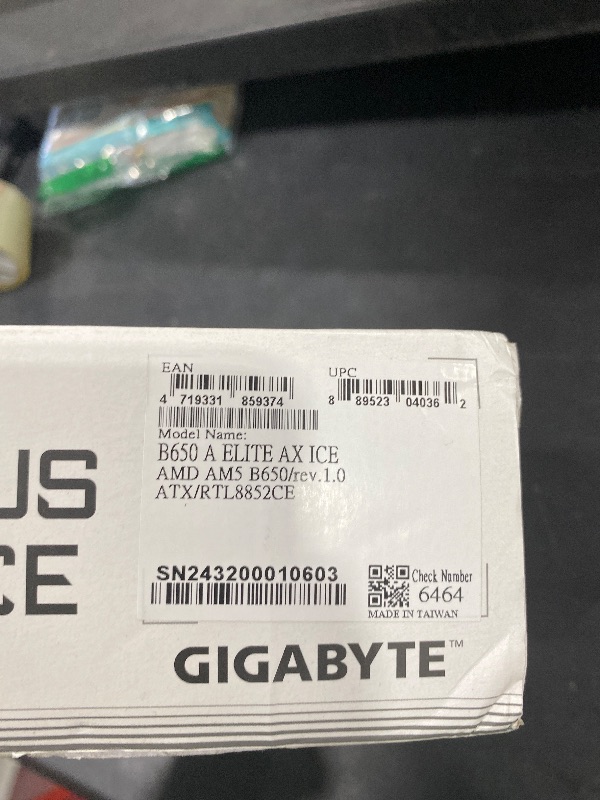 US
CE
EAN
4 719331 859374
UPC
8 89523 04036 2
Model Name:
B650 A ELITE AX ICE
AMD AM5 B650/rev.1.0
ATX/RTL8852CE
SN243200010603
Check Number
6464
MADE IN TAIWAN
GIGABYTE™